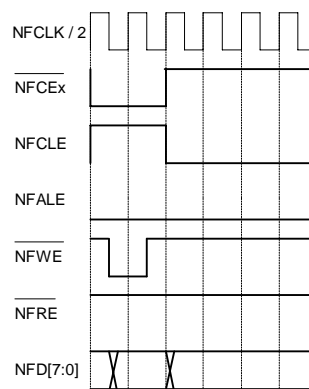 NFCLK / 2
NFCEx
NFCLE
NFALE
NFWE
NFRE
NFD[7:0]